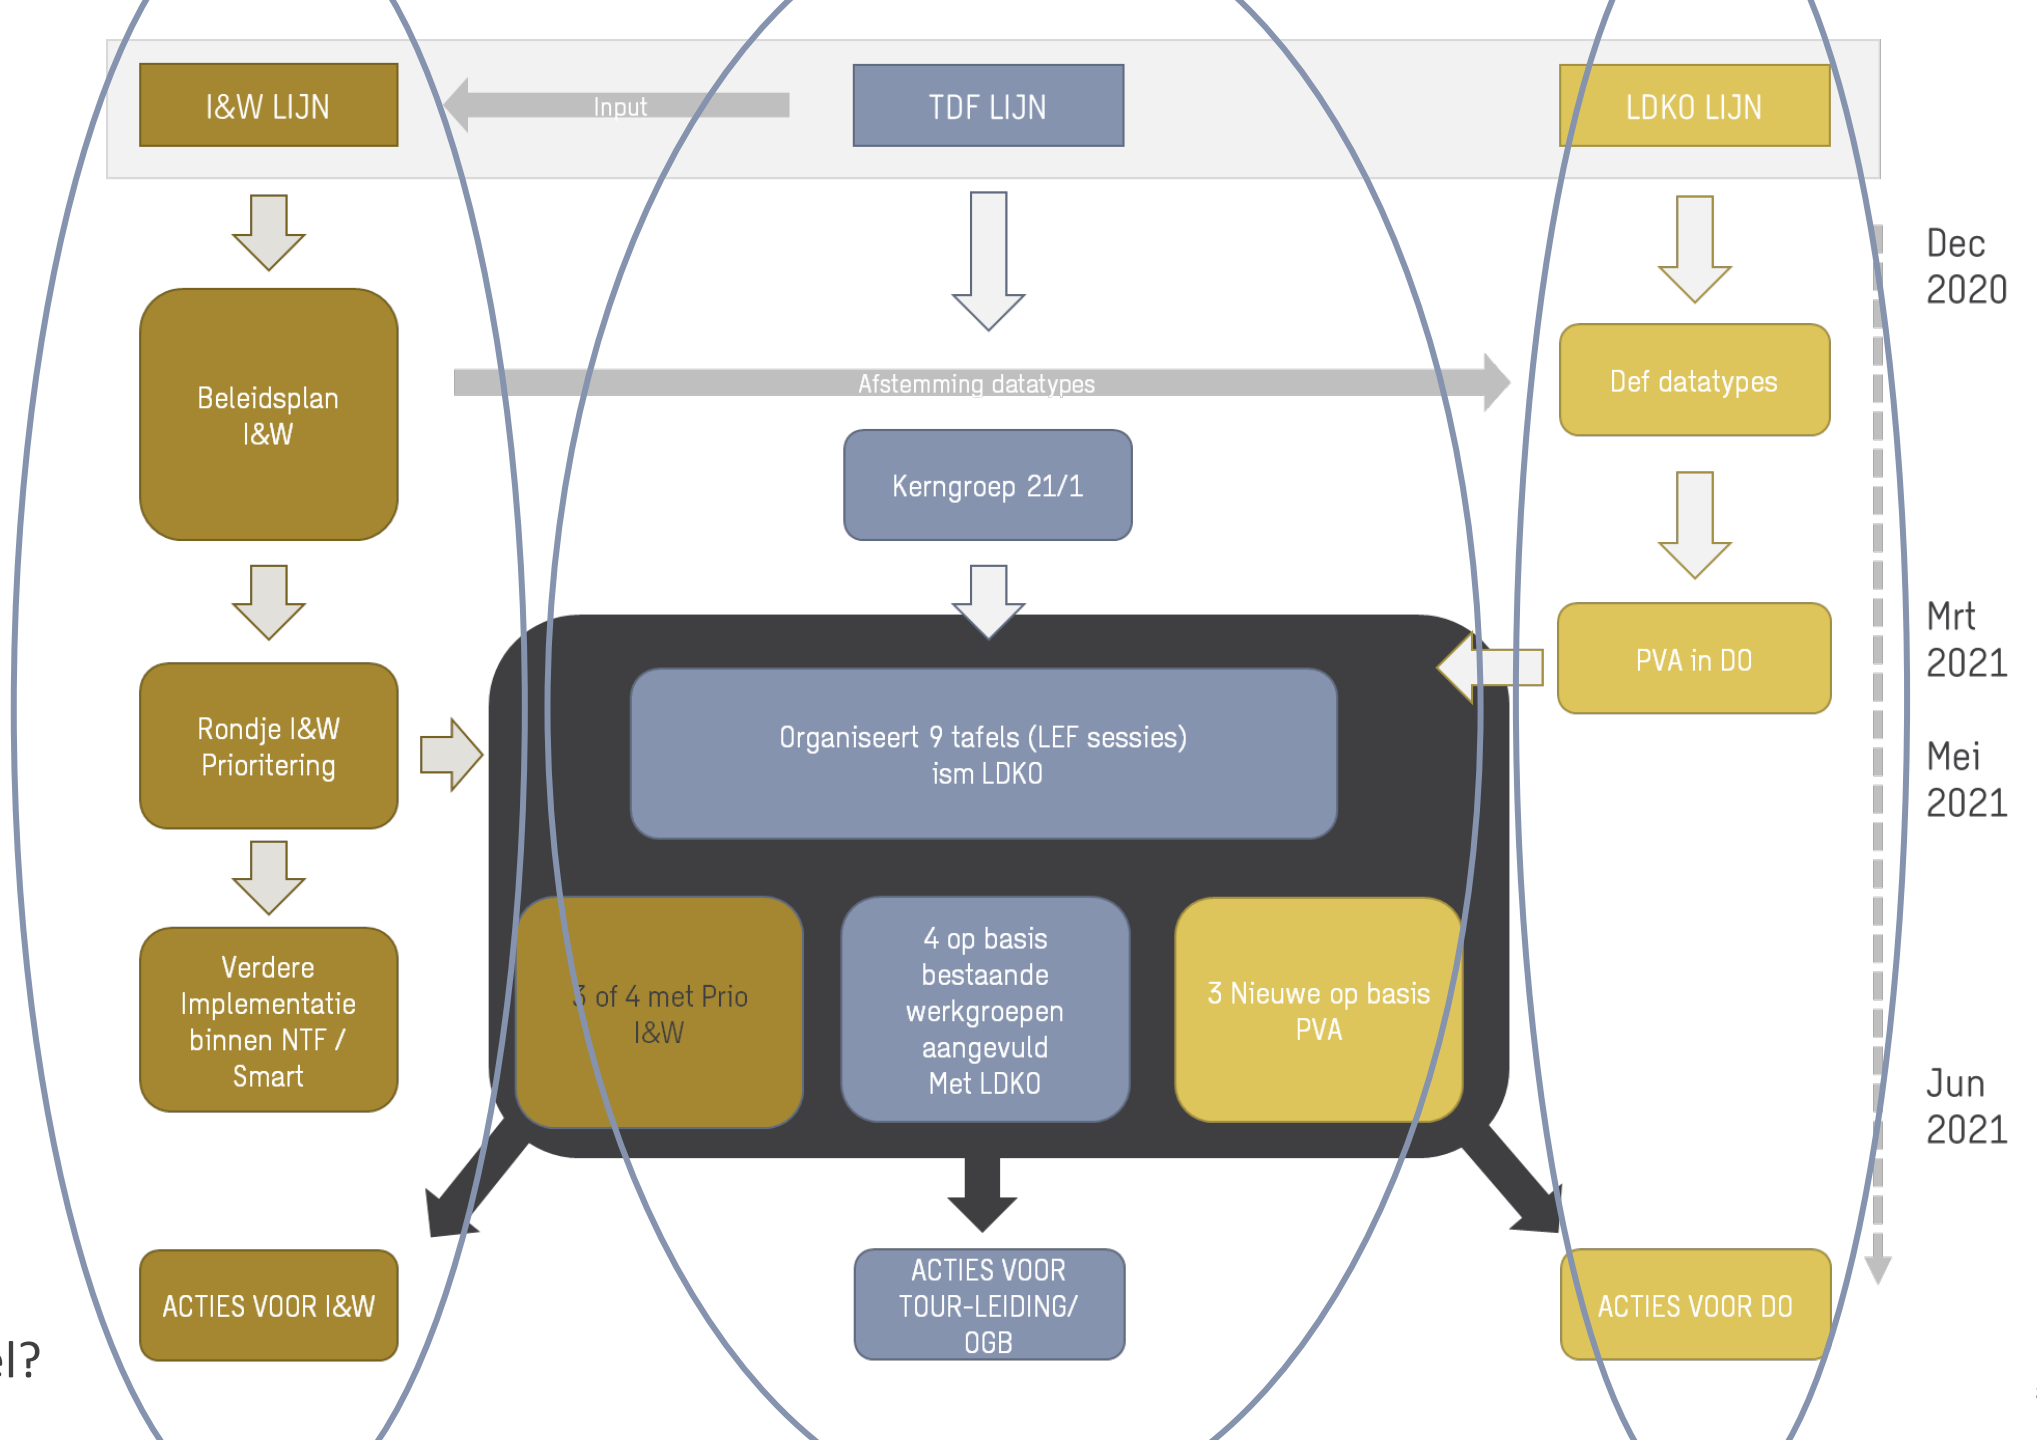 I&W LIJN
Input
TDF LIJN
LDKO LIJN
Dec
2020
Beleidsplan
I&W
Afstemming datatypes
Def datatypes
Kerngroep 21/1
Mrt
2021
PVA in DO
Rondje I&W
Prioritering
Organiseert 9 tafels (LEF sessies)
ism LDKO
Mei
2021
Verdere
Implementatie
binnen NTF /
Smart
3 of 4 met Prio
I&W
4 op basis
bestaande
werkgroepen
aangevuld
Met LDKO
3 Nieuwe op basis
PVA
Jun
2021
ACTIES VOOR I&W
ACTIES VOOR
TOUR-LEIDING/
OGB
ACTIES VOOR DO